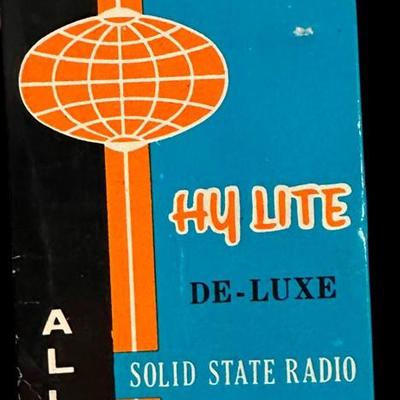 HY LITE
DE-LUXE
SOLID STATE RADIO